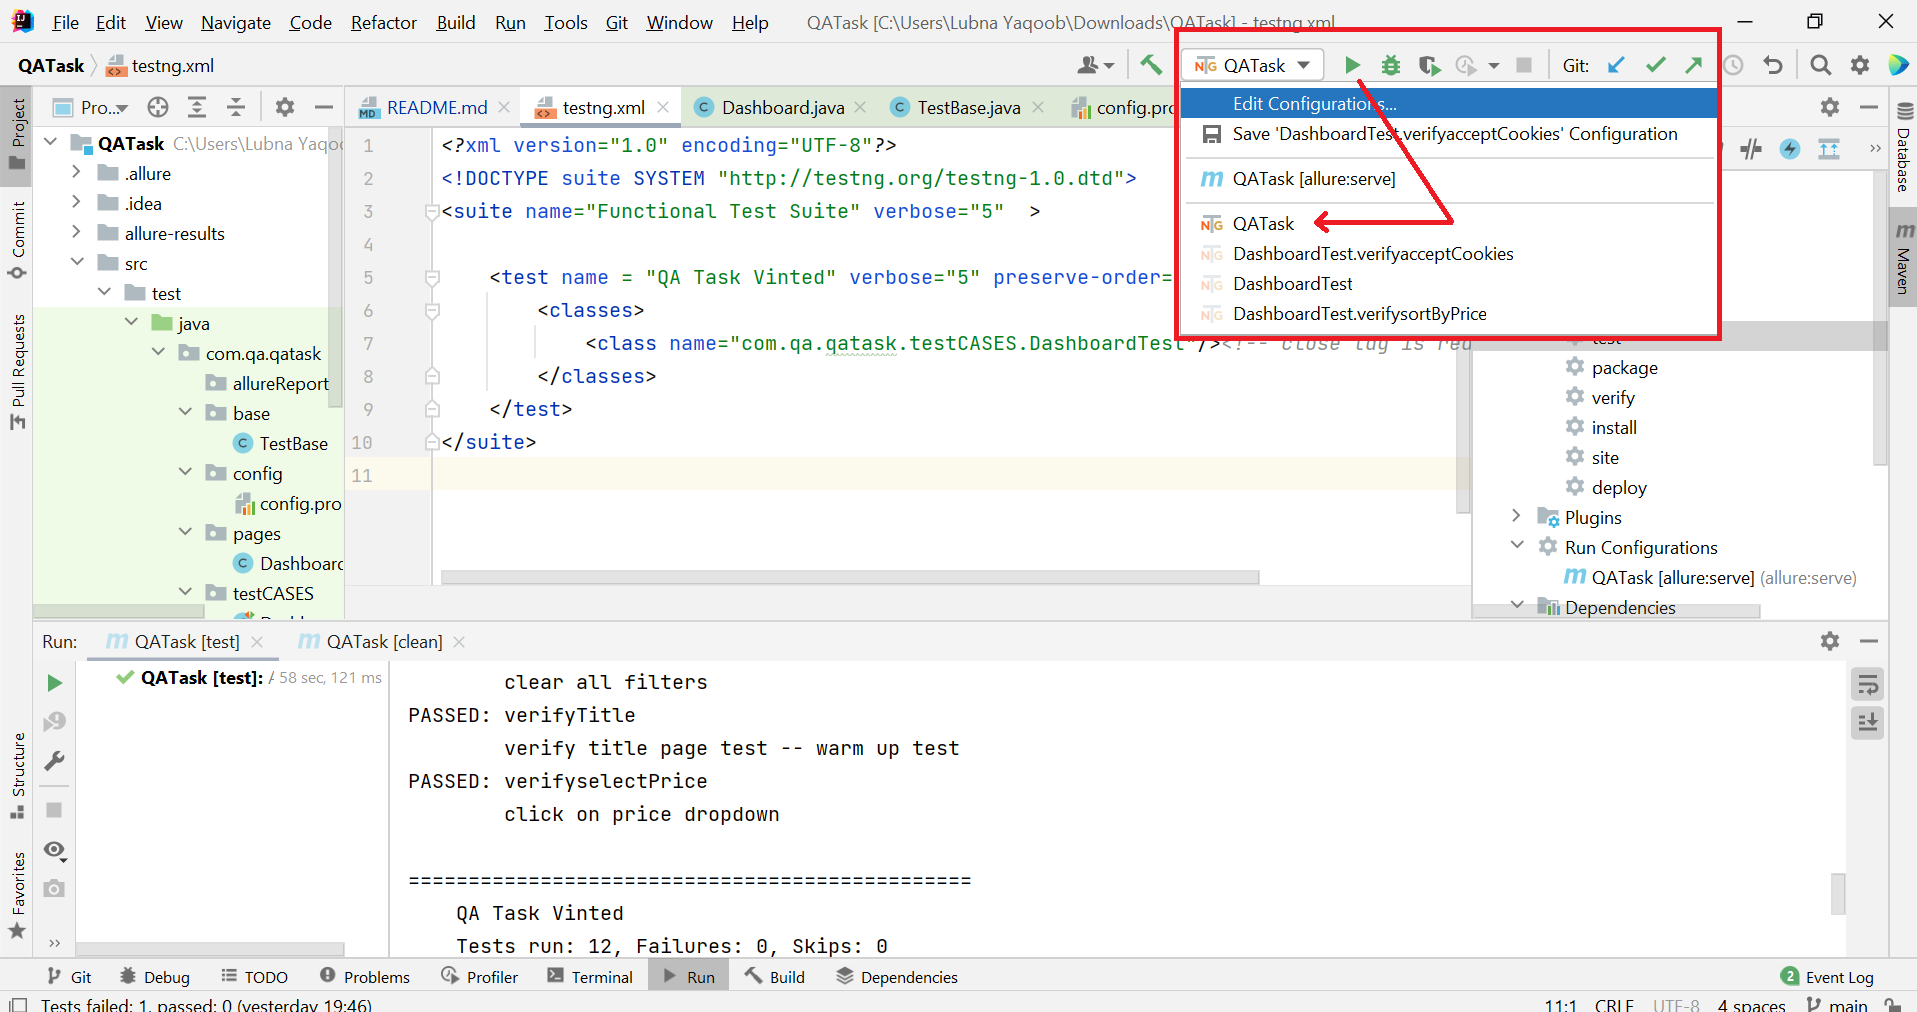 File Edit View Navigate Code Refactor Build Run Tools Git Window Help QATask [C:\Users\Lubna Yaqoob\Downloads\QATask] - testng.xml
QATask testng.xml
QATask
Git:
Project
Commit
Pull Requests
Structure
Favorites
Pro...
QATask C:\Users\Lubna Yaqoo
.allure
.idea
allure-results
src
test
java
com.qa.qatask
allureReport
base
TestBase
config
config.pro
pages
Dashboard
testCASES
README.md
testng.xml
Dashboard.java
TestBase.java
config.pro
1 <?xml version="1.0" encoding="UTF-8"?>
2 <!DOCTYPE suite SYSTEM "http://testng.org/testng-1.0.dtd">
3 <suite name="Functional Test Suite" verbose="5"  >
4
5 <test name = "QA Task Vinted" verbose="5" preserve-order=
6 <classes>
7 <class name="com.qa.qatask.testCASES.DashboardTest"/><!-- close tag is req
8 </classes>
9 </test>
10 </suite>
11
Edit Configurations...
Save 'DashboardTest.verifyacceptCookies' Configuration
QATask [allure:serve]
QATask
DashboardTest.verifyacceptCookies
DashboardTest
DashboardTest.verifysortByPrice
test
package
verify
install
site
deploy
Plugins
Run Configurations
QATask [allure:serve] (allure:serve)
Dependencies
Database
Maven
Run: QATask [test] QATask [clean]
QATask [test]: 58 sec, 121 ms
clear all filters
PASSED: verifyTitle
verify title page test -- warm up test
PASSED: verifyselectPrice
click on price dropdown
===============================================
QA Task Vinted
Tests run: 12, Failures: 0, Skips: 0
Git Debug TODO Problems Profiler Terminal Run Build Dependencies 2 Event Log
Tests failed: 1, passed: 0 (yesterday 19:46) 11:1 CRLF UTF-8 4 spaces main